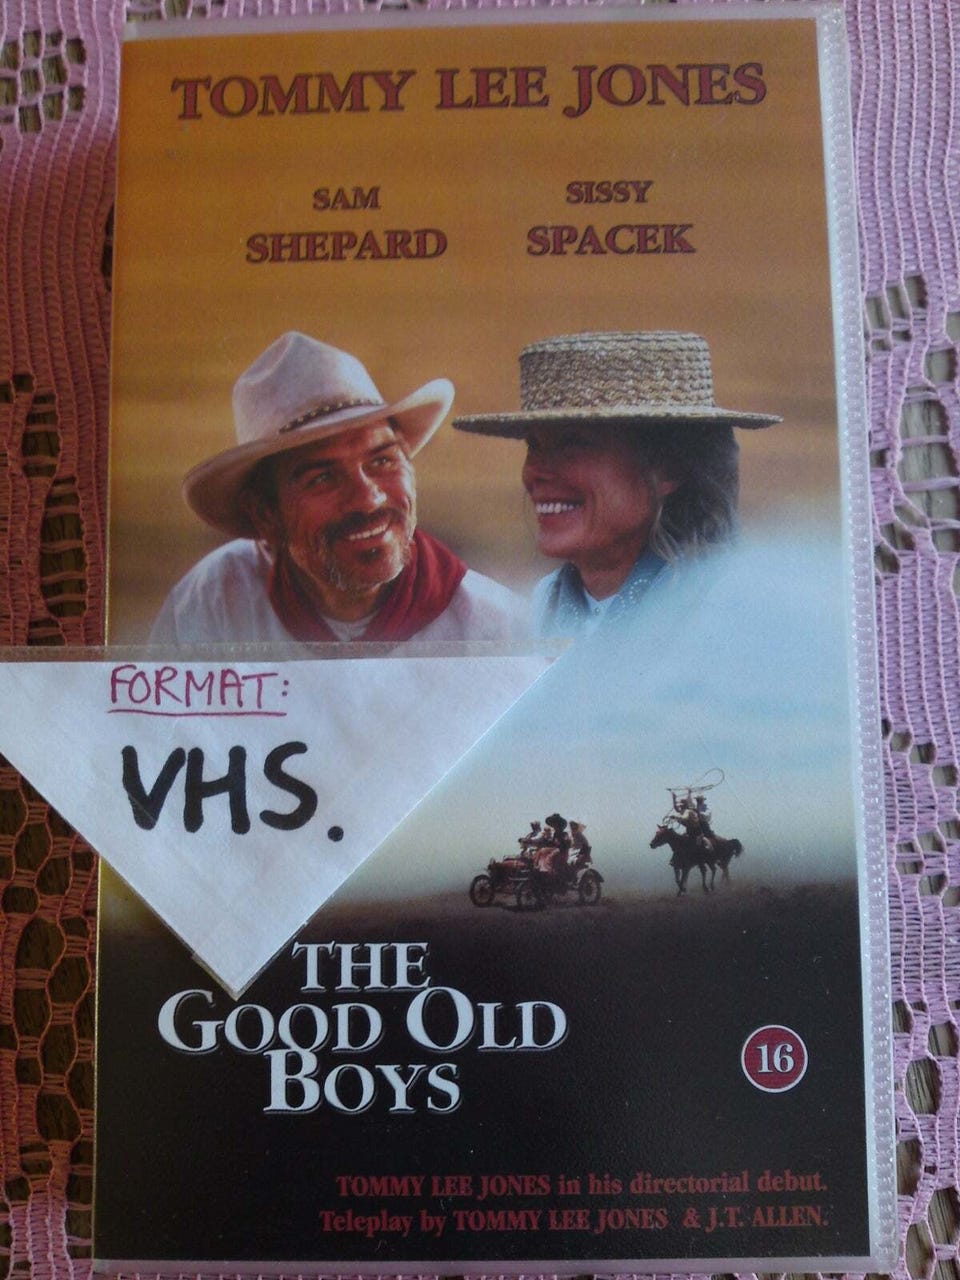 TOMMY LEE JONES
SAM
SHEPARD
SISSY
SPACEK
FORMAT:
VHS.
THE
GOOD OLD
BOYS
16
TOMMY LEE JONES in his directorial debut.
Teleplay by TOMMY LEE JONES & J.T. ALLEN.